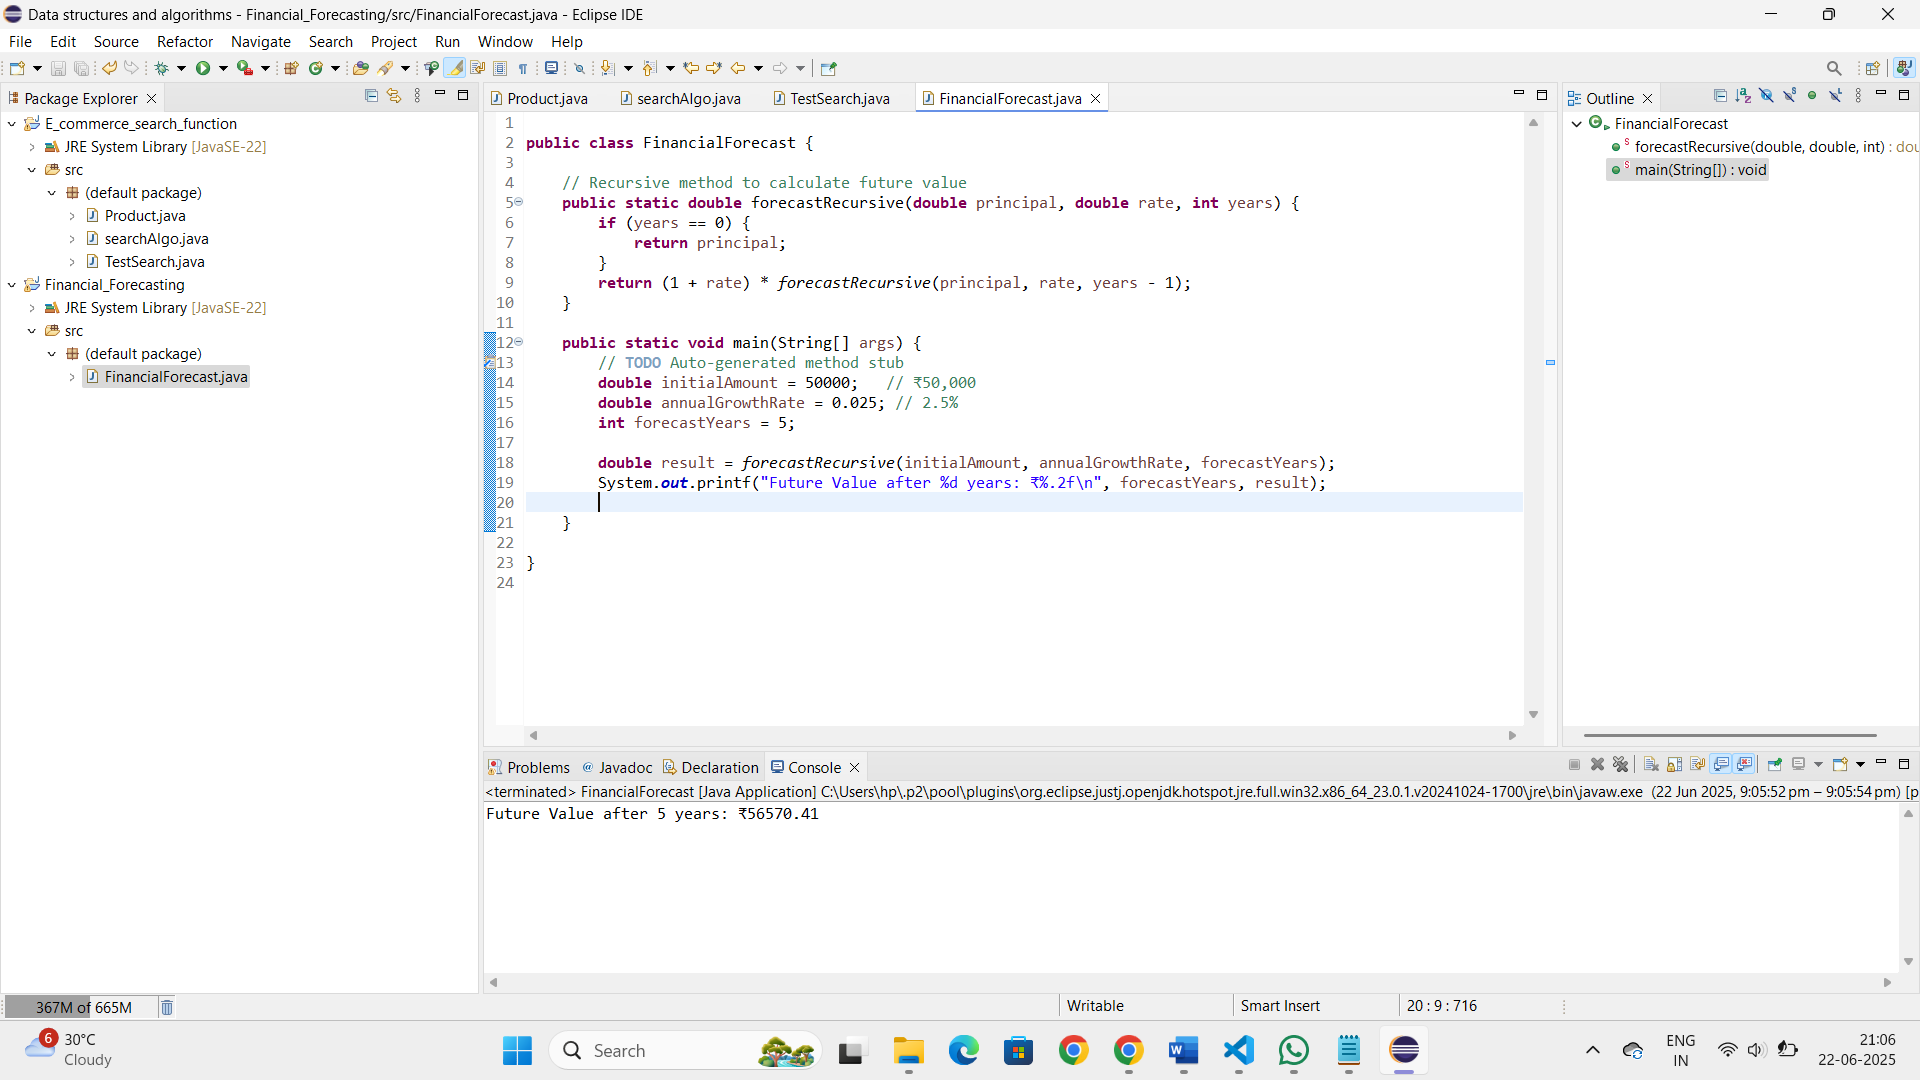 Data structures and algorithms - Financial_Forecasting/src/FinancialForecast.java - Eclipse IDE
File Edit Source Refactor Navigate Search Project Run Window Help
Package Explorer
E_commerce_search_function
JRE System Library [JavaSE-22]
src
(default package)
Product.java
searchAlgo.java
TestSearch.java
Financial_Forecasting
JRE System Library [JavaSE-22]
src
(default package)
FinancialForecast.java
Product.java searchAlgo.java TestSearch.java FinancialForecast.java
1
2 public class FinancialForecast {
3
4 // Recursive method to calculate future value
5 public static double forecastRecursive(double principal, double rate, int years) {
6 if (years == 0) {
7 return principal;
8 }
9 return (1 + rate) * forecastRecursive(principal, rate, years - 1);
10 }
11
12 public static void main(String[] args) {
13 // TODO Auto-generated method stub
14 double initialAmount = 50000; // ₹50,000
15 double annualGrowthRate = 0.025; // 2.5%
16 int forecastYears = 5;
17
18 double result = forecastRecursive(initialAmount, annualGrowthRate, forecastYears);
19 System.out.printf("Future Value after %d years: ₹%.2f\n", forecastYears, result);
20
21 }
22
23 }
24
Outline
FinancialForecast
forecastRecursive(double, double, int) : dou
main(String[]) : void
Problems Javadoc Declaration Console
<terminated> FinancialForecast [Java Application] C:\Users\hp\.p2\pool\plugins\org.eclipse.justj.openjdk.hotspot.jre.full.win32.x86_64_23.0.1.v20241024-1700\jre\bin\javaw.exe (22 Jun 2025, 9:05:52 pm – 9:05:54 pm) [p
Future Value after 5 years: ₹56570.41
367M of 665M
Writable Smart Insert 20 : 9 : 716
6
30°C
Cloudy
Search
ENG
IN
21:06
22-06-2025